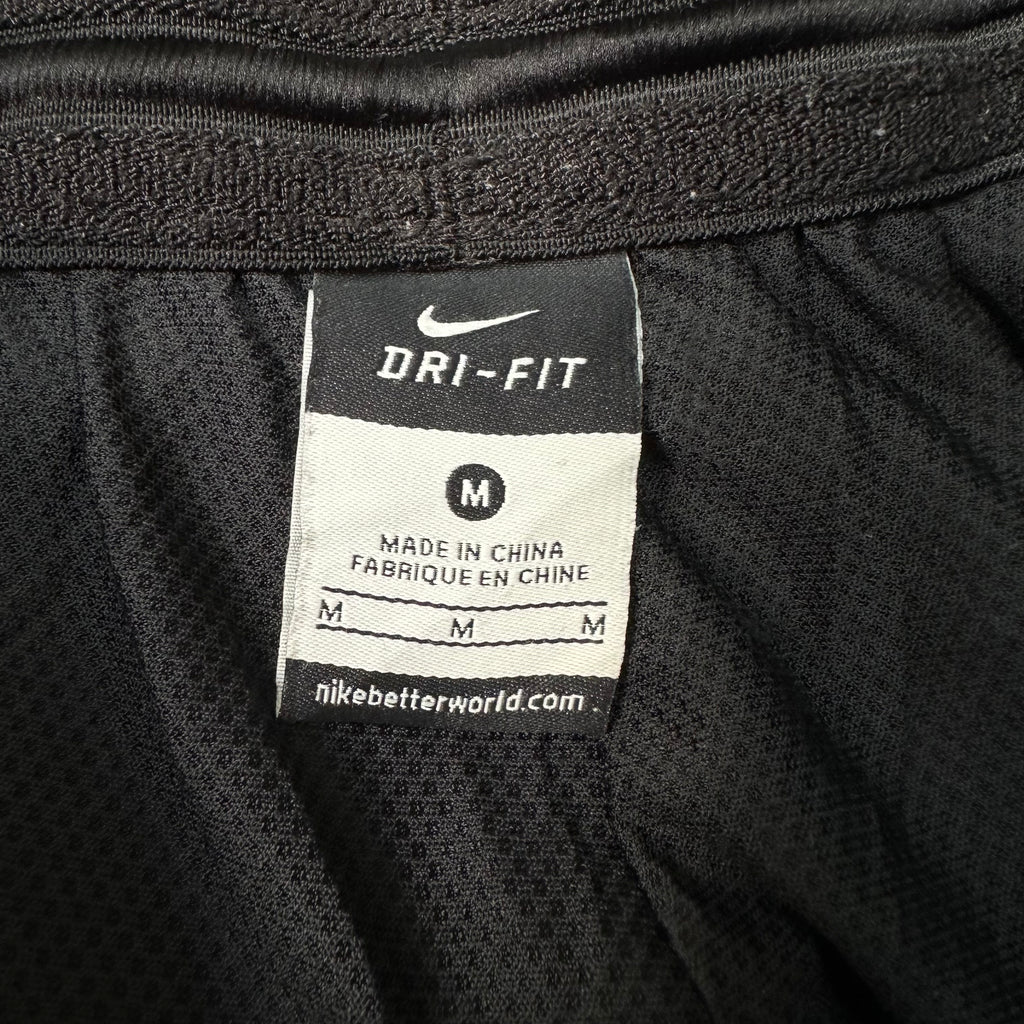 DRI-FIT
M
MADE IN CHINA
FABRIQUE EN CHINE
M M M
nikebetterworld.com.